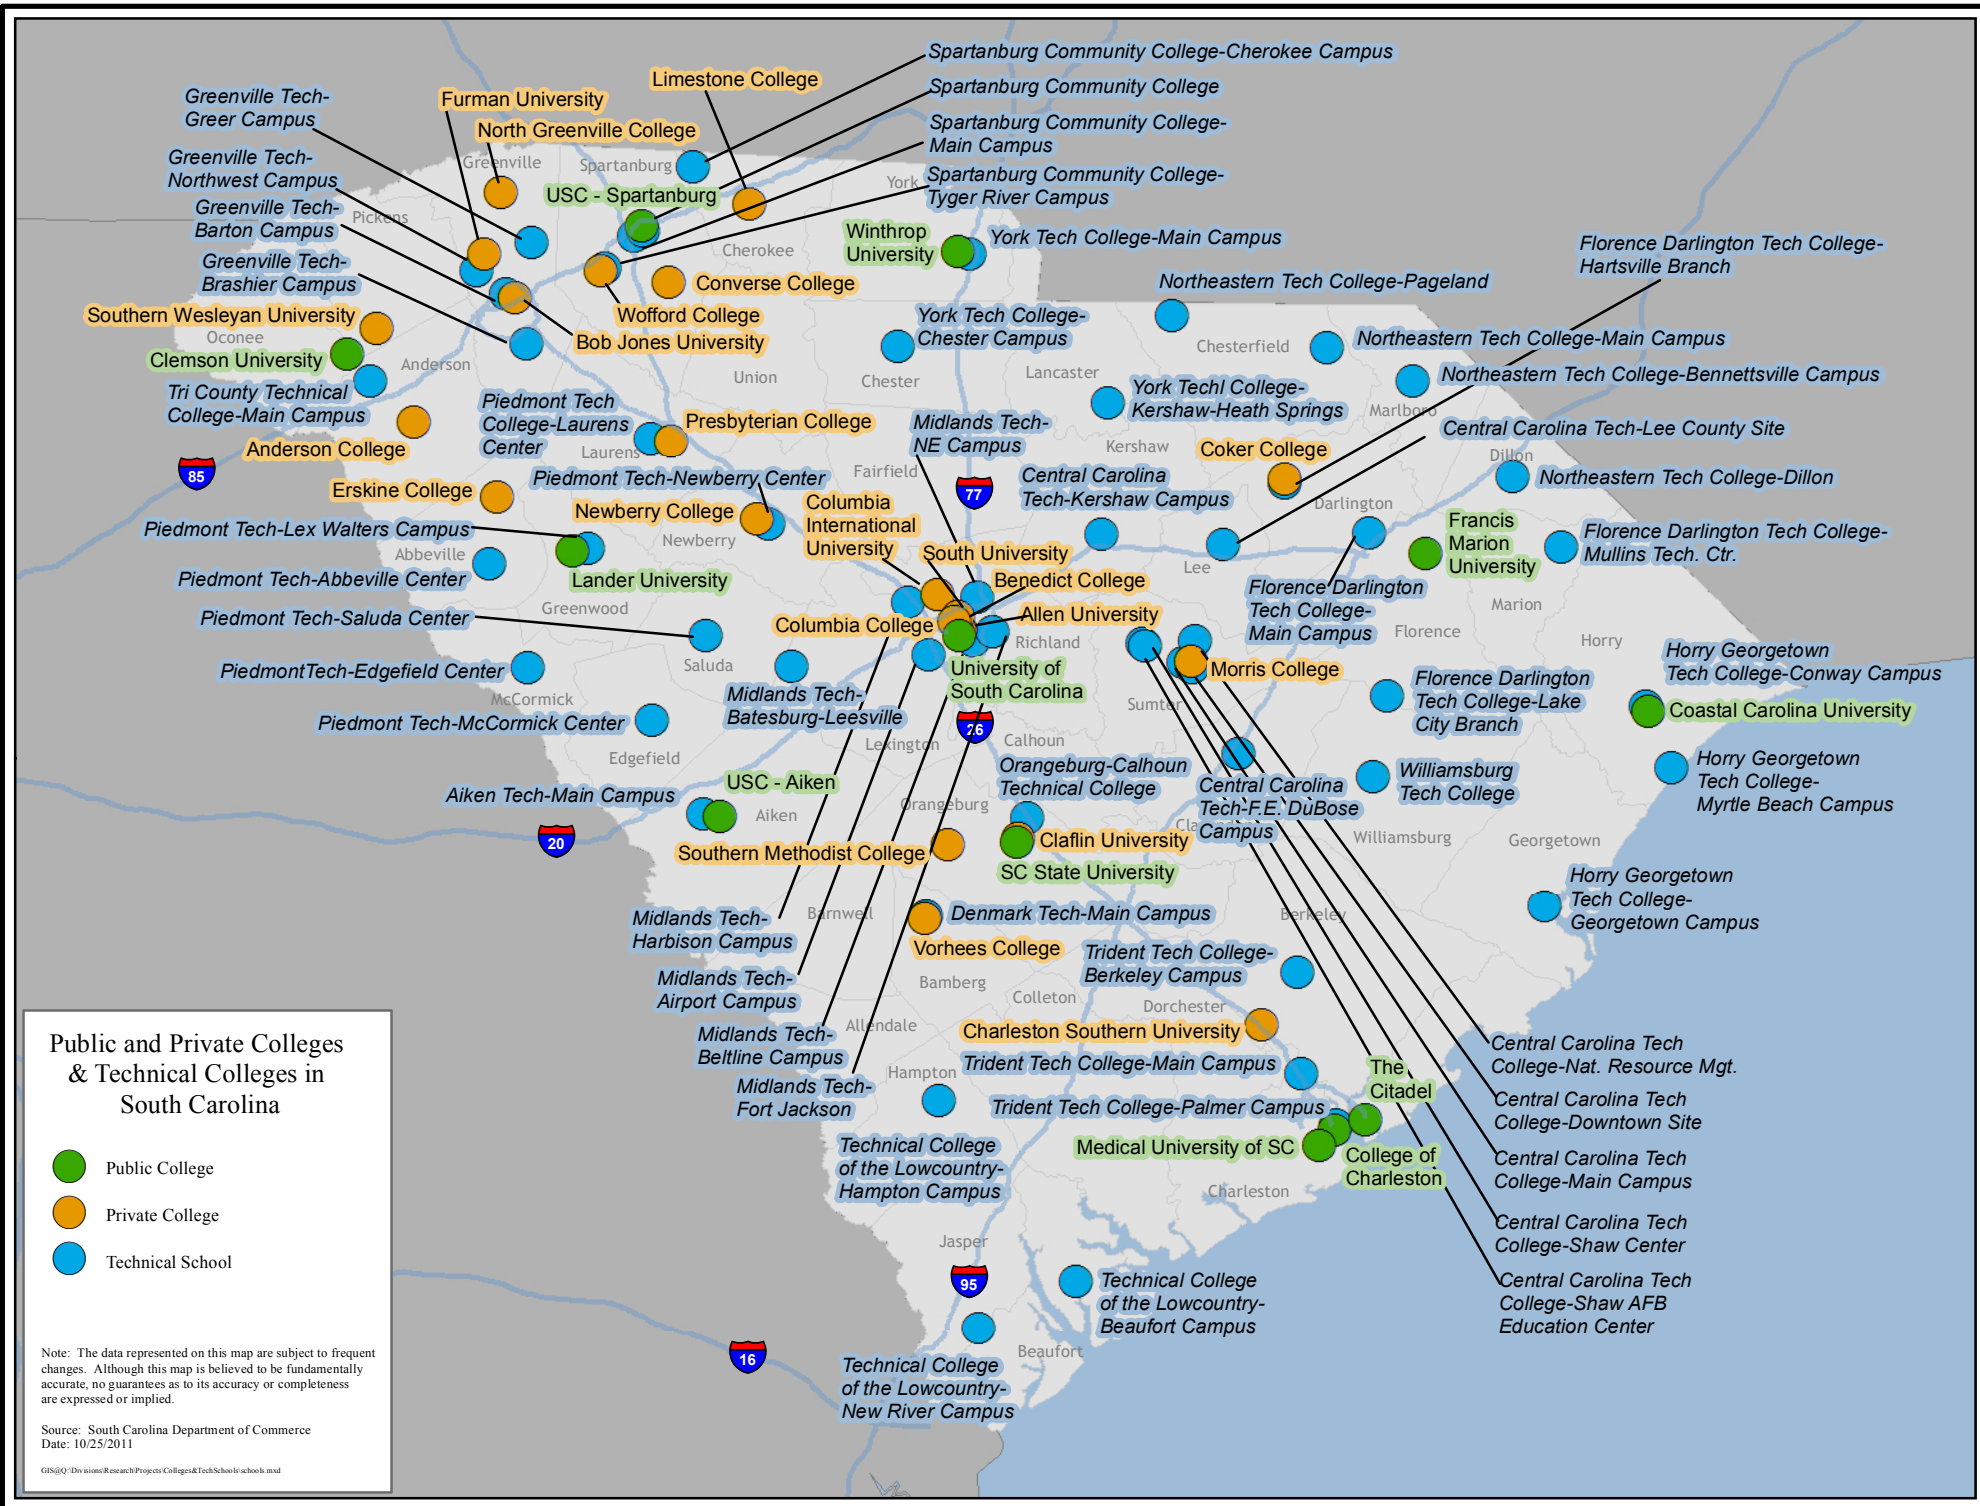 Spartanburg Community College-Cherokee Campus
Limestone College
Spartanburg Community College
Greenville Tech-
Greer Campus
Furman University
North Greenville College
Spartanburg Community College-
Main Campus
Greenville Tech-
Northwest Campus
Greenville
Spartanburg
Spartanburg Community College-
Tyger River Campus
York
USC - Spartanburg
Greenville Tech-
Barton Campus
Pickens
Winthrop
University
York Tech College-Main Campus
Florence Darlington Tech College-
Hartsville Branch
Cherokee
Greenville Tech-
Brashier Campus
Converse College
Northeastern Tech College-Pageland
Southern Wesleyan University
Oconee
Wofford College
Bob Jones University
York Tech College-
Chester Campus
Chesterfield
Northeastern Tech College-Main Campus
Clemson University
Anderson
Union
Chester
Lancaster
Northeastern Tech College-Bennettsville Campus
Tri County Technical
College-Main Campus
Piedmont Tech
College-Laurens
Center
York Techl College-
Kershaw-Heath Springs
Marlboro
Anderson College
Presbyterian College
Laurens
Midlands Tech-
NE Campus
Kershaw
Coker College
Central Carolina Tech-Lee County Site
Dillon
85
Fairfield
77
Piedmont Tech-Newberry Center
Central Carolina
Tech-Kershaw Campus
Northeastern Tech College-Dillon
Erskine College
Newberry College
Newberry
Columbia
International
University
Darlington
Francis
Marion
University
Florence Darlington Tech College-
Mullins Tech. Ctr.
Piedmont Tech-Lex Walters Campus
Abbeville
South University
Lee
Piedmont Tech-Abbeville Center
Lander University
Greenwood
Benedict College
Florence Darlington
Tech College-
Main Campus
Marion
Piedmont Tech-Saluda Center
Columbia College
Allen University
Richland
Florence
Horry
PiedmontTech-Edgefield Center
McCormick
Saluda
University of
South Carolina
Morris College
Horry Georgetown
Tech College-Conway Campus
Midlands Tech-
Batesburg-Leesville
Sumter
Florence Darlington
Tech College-Lake
City Branch
Coastal Carolina University
Piedmont Tech-McCormick Center
Edgefield
Lexington
26
Calhoun
Aiken Tech-Main Campus
USC - Aiken
Aiken
Orangeburg-Calhoun
Technical College
Orangeburg
Central Carolina
Tech-F.E. DuBose
Campus
Cla
Williamsburg
Tech College
Horry Georgetown
Tech College-
Myrtle Beach Campus
20
Southern Methodist College
Claflin University
SC State University
Williamsburg
Georgetown
Midlands Tech-
Harbison Campus
Barnwell
Denmark Tech-Main Campus
Vorhees College
Berkeley
Horry Georgetown
Tech College-
Georgetown Campus
Midlands Tech-
Airport Campus
Bamberg
Colleton
Trident Tech College-
Berkeley Campus
Dorchester
Midlands Tech-
Beltline Campus
Allendale
Charleston Southern University
Central Carolina Tech
College-Nat. Resource Mgt.
Midlands Tech-
Fort Jackson
Hampton
Trident Tech College-Main Campus
The
Citadel
Trident Tech College-Palmer Campus
Central Carolina Tech
College-Downtown Site
Technical College
of the Lowcountry-
Hampton Campus
Medical University of SC
College of
Charleston
Central Carolina Tech
College-Main Campus
Charleston
Central Carolina Tech
College-Shaw Center
Jasper
95
Technical College
of the Lowcountry-
Beaufort Campus
Central Carolina Tech
College-Shaw AFB
Education Center
16
Beaufort
Technical College
of the Lowcountry-
New River Campus
Public and Private Colleges
& Technical Colleges in
South Carolina
Public College
Private College
Technical School
Note: The data represented on this map are subject to frequent
changes. Although this map is believed to be fundamentally
accurate, no guarantees as to its accuracy or completeness
are expressed or implied.
Source: South Carolina Department of Commerce
Date: 10/25/2011
GIS@Q:\Divisions\Research\Projects\Colleges&TechSchools\schools.mxd